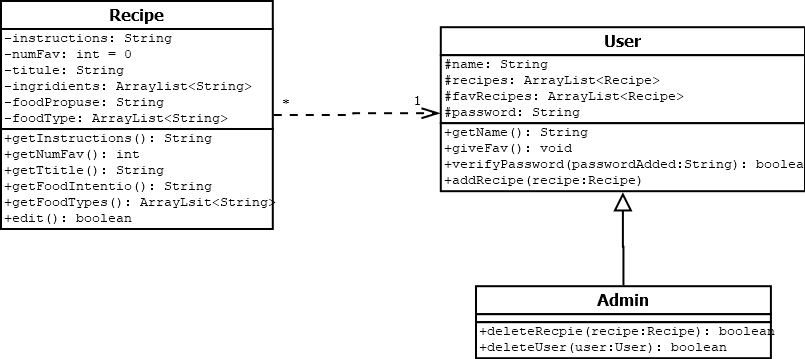 Recipe
-instructions: String
-numFav: int = 0
-titule: String
-ingridients: Arraylist<String>
-foodPropuse: String
-foodType: ArrayList<String>
+getInstructions(): String
+getNumFav(): int
+getTtitle(): String
+getFoodIntentio(): String
+getFoodTypes(): ArrayLsit<String>
+edit(): boolean
*
1
User
#name: String
#recipes: ArrayList<Recipe>
#favRecipes: ArrayList<Recipe>
#password: String
+getName(): String
+giveFav(): void
+verifyPassword(passwordAdded:String): boolea
+addRecipe(recipe:Recipe)
Admin
+deleteRecpie(recipe:Recipe): boolean
+deleteUser(user:User): boolean